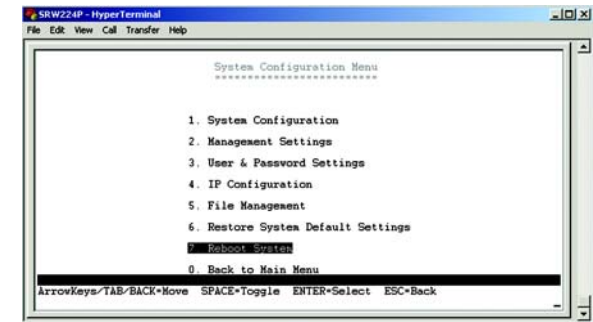 SRW224P - HyperTerminal
File Edit View Call Transfer Help
System Configuration Menu
========================
1. System Configuration
2. Management Settings
3. User & Password Settings
4. IP Configuration
5. File Management
6. Restore System Default Settings
7. Reboot System
0. Back to Main Menu
ArrowKeys/TAB/BACK=Move SPACE=Toggle ENTER=Select ESC=Back